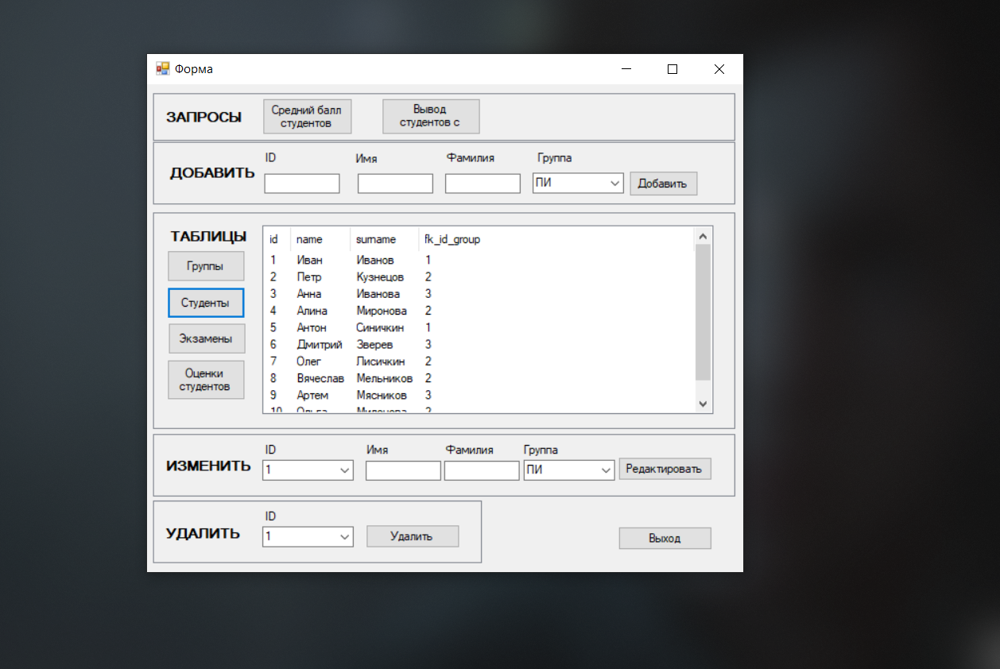 Форма
ЗАПРОСЫ
Средний балл
студентов
Вывод
студентов с
ДОБАВИТЬ
ID Имя Фамилия Группа
ПИ Добавить
ТАБЛИЦЫ
Группы
Студенты
Экзамены
Оценки
студентов
id name surname fk_id_group
1 Иван Иванов 1
2 Петр Кузнецов 2
3 Анна Иванова 3
4 Алина Миронова 2
5 Антон Синичкин 1
6 Дмитрий Зверев 3
7 Олег Лисичкин 2
8 Вячеслав Мельников 2
9 Артем Мясников 3
10 Ольга 2
ИЗМЕНИТЬ
ID Имя Фамилия Группа
1 ПИ Редактировать
УДАЛИТЬ
ID
1 Удалить
Выход